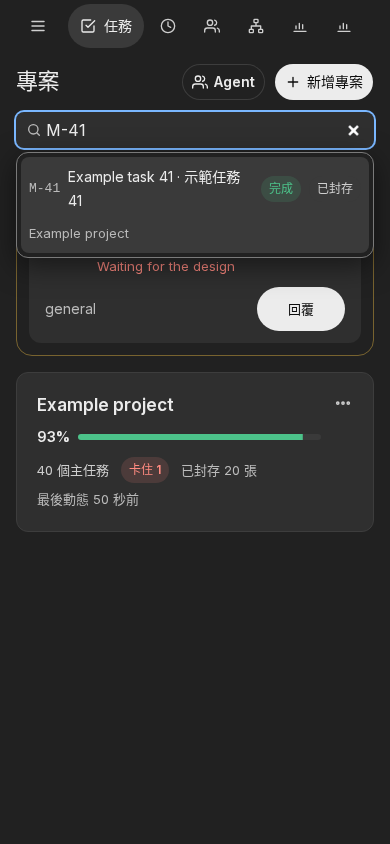 任務
專案
Agent
新增專案
M-41
M-41
Example task 41 · 示範任務
41
完成
已封存
Example project
Waiting for the design
general
回覆
Example project
93%
40 個主任務
卡住 1
已封存 20 張
最後動態 50 秒前